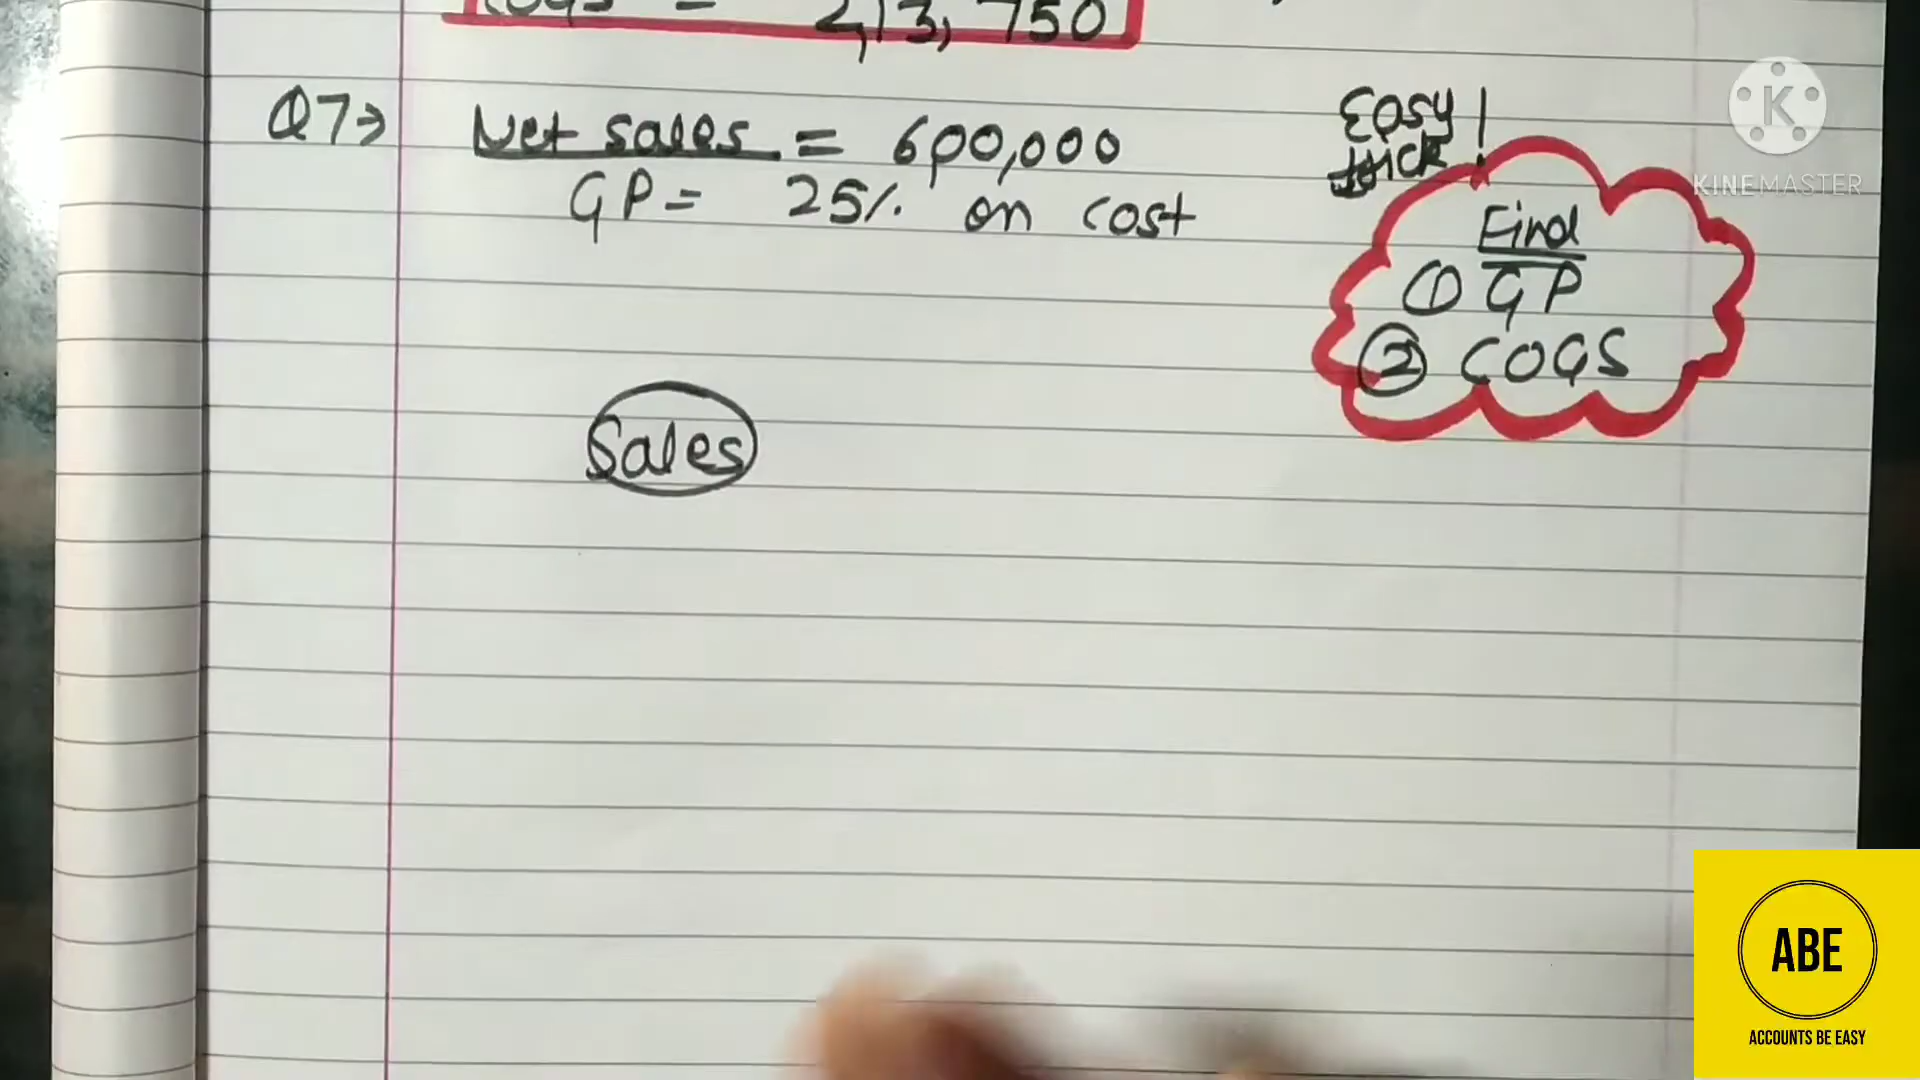 COGS = 2,13,750
Q7→ Net sales = 600,000
GP = 25% on cost
Easy trick!
Find
① GP
② COGS
Sales
KINEMASTER
ABE
ACCOUNTS BE EASY